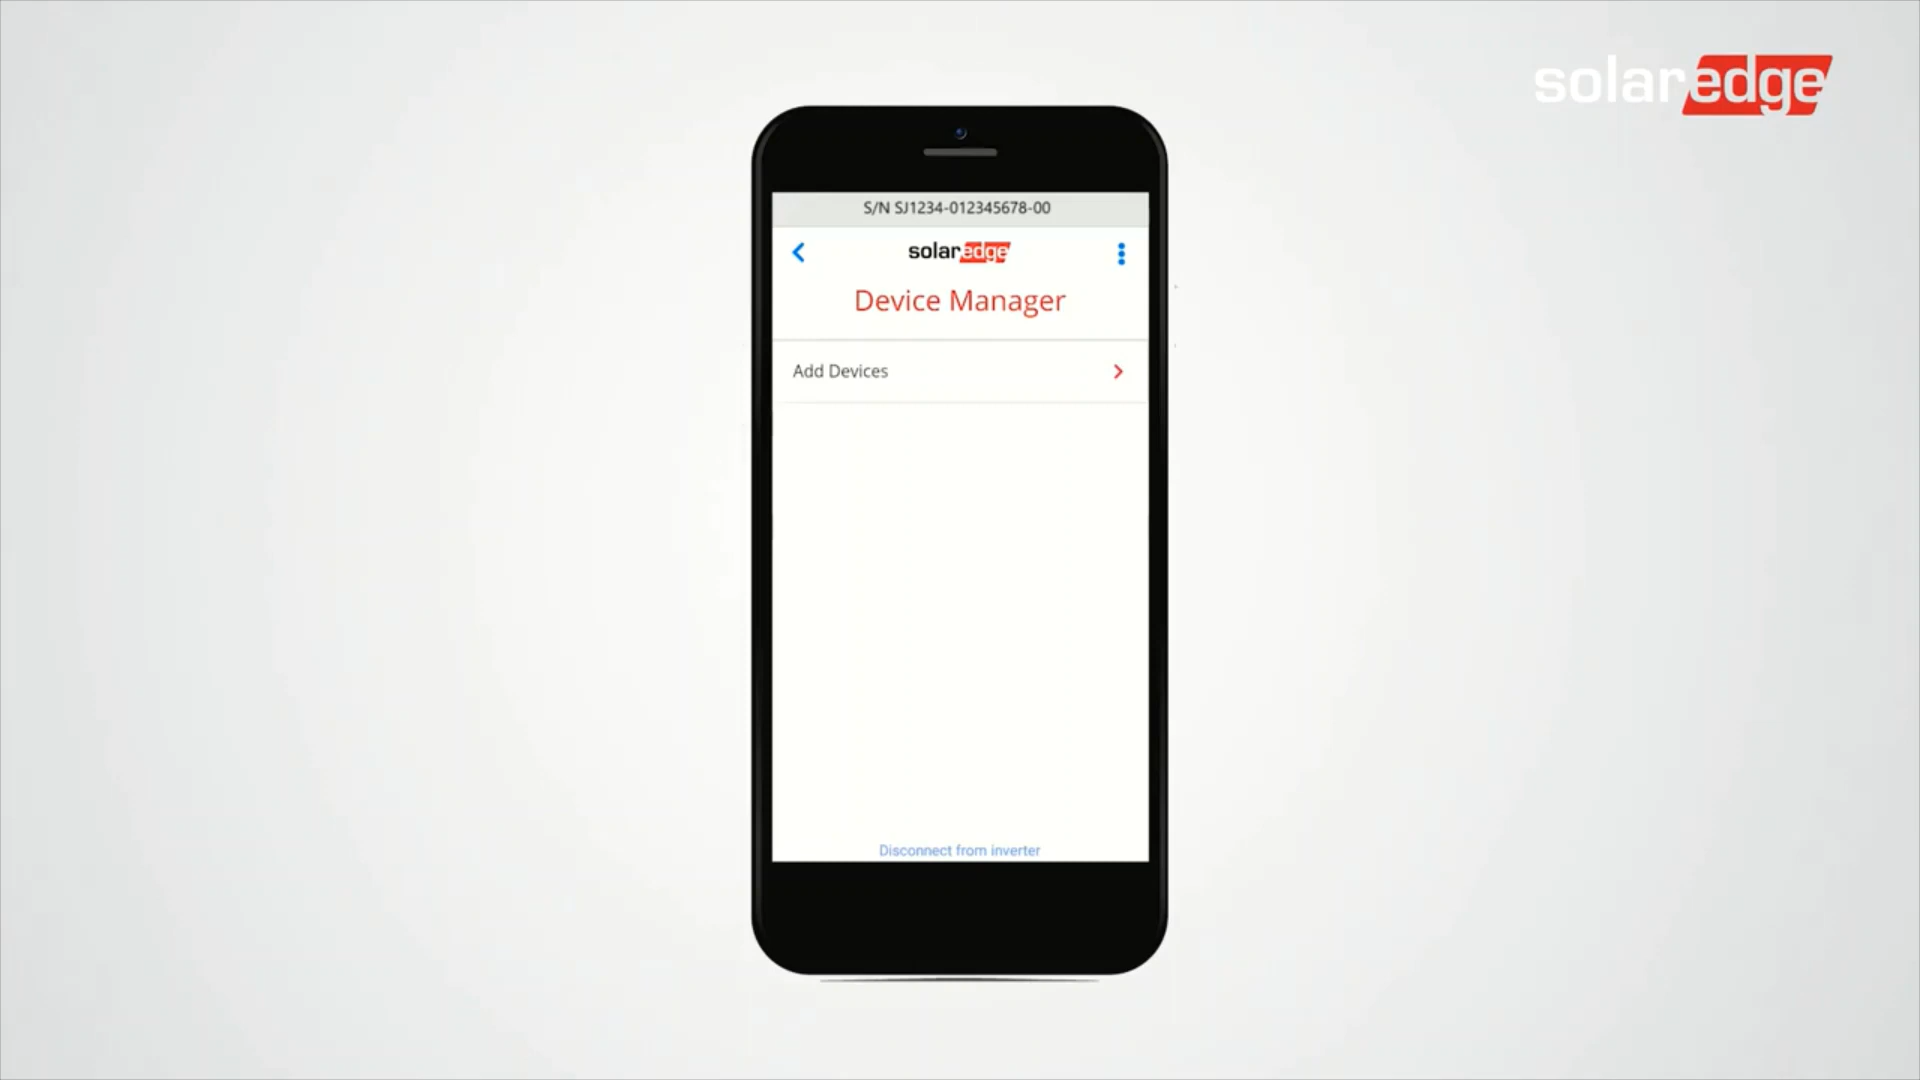 solaredge
S/N SJ1234-012345678-00
solaredge
Device Manager
Add Devices
Disconnect from inverter